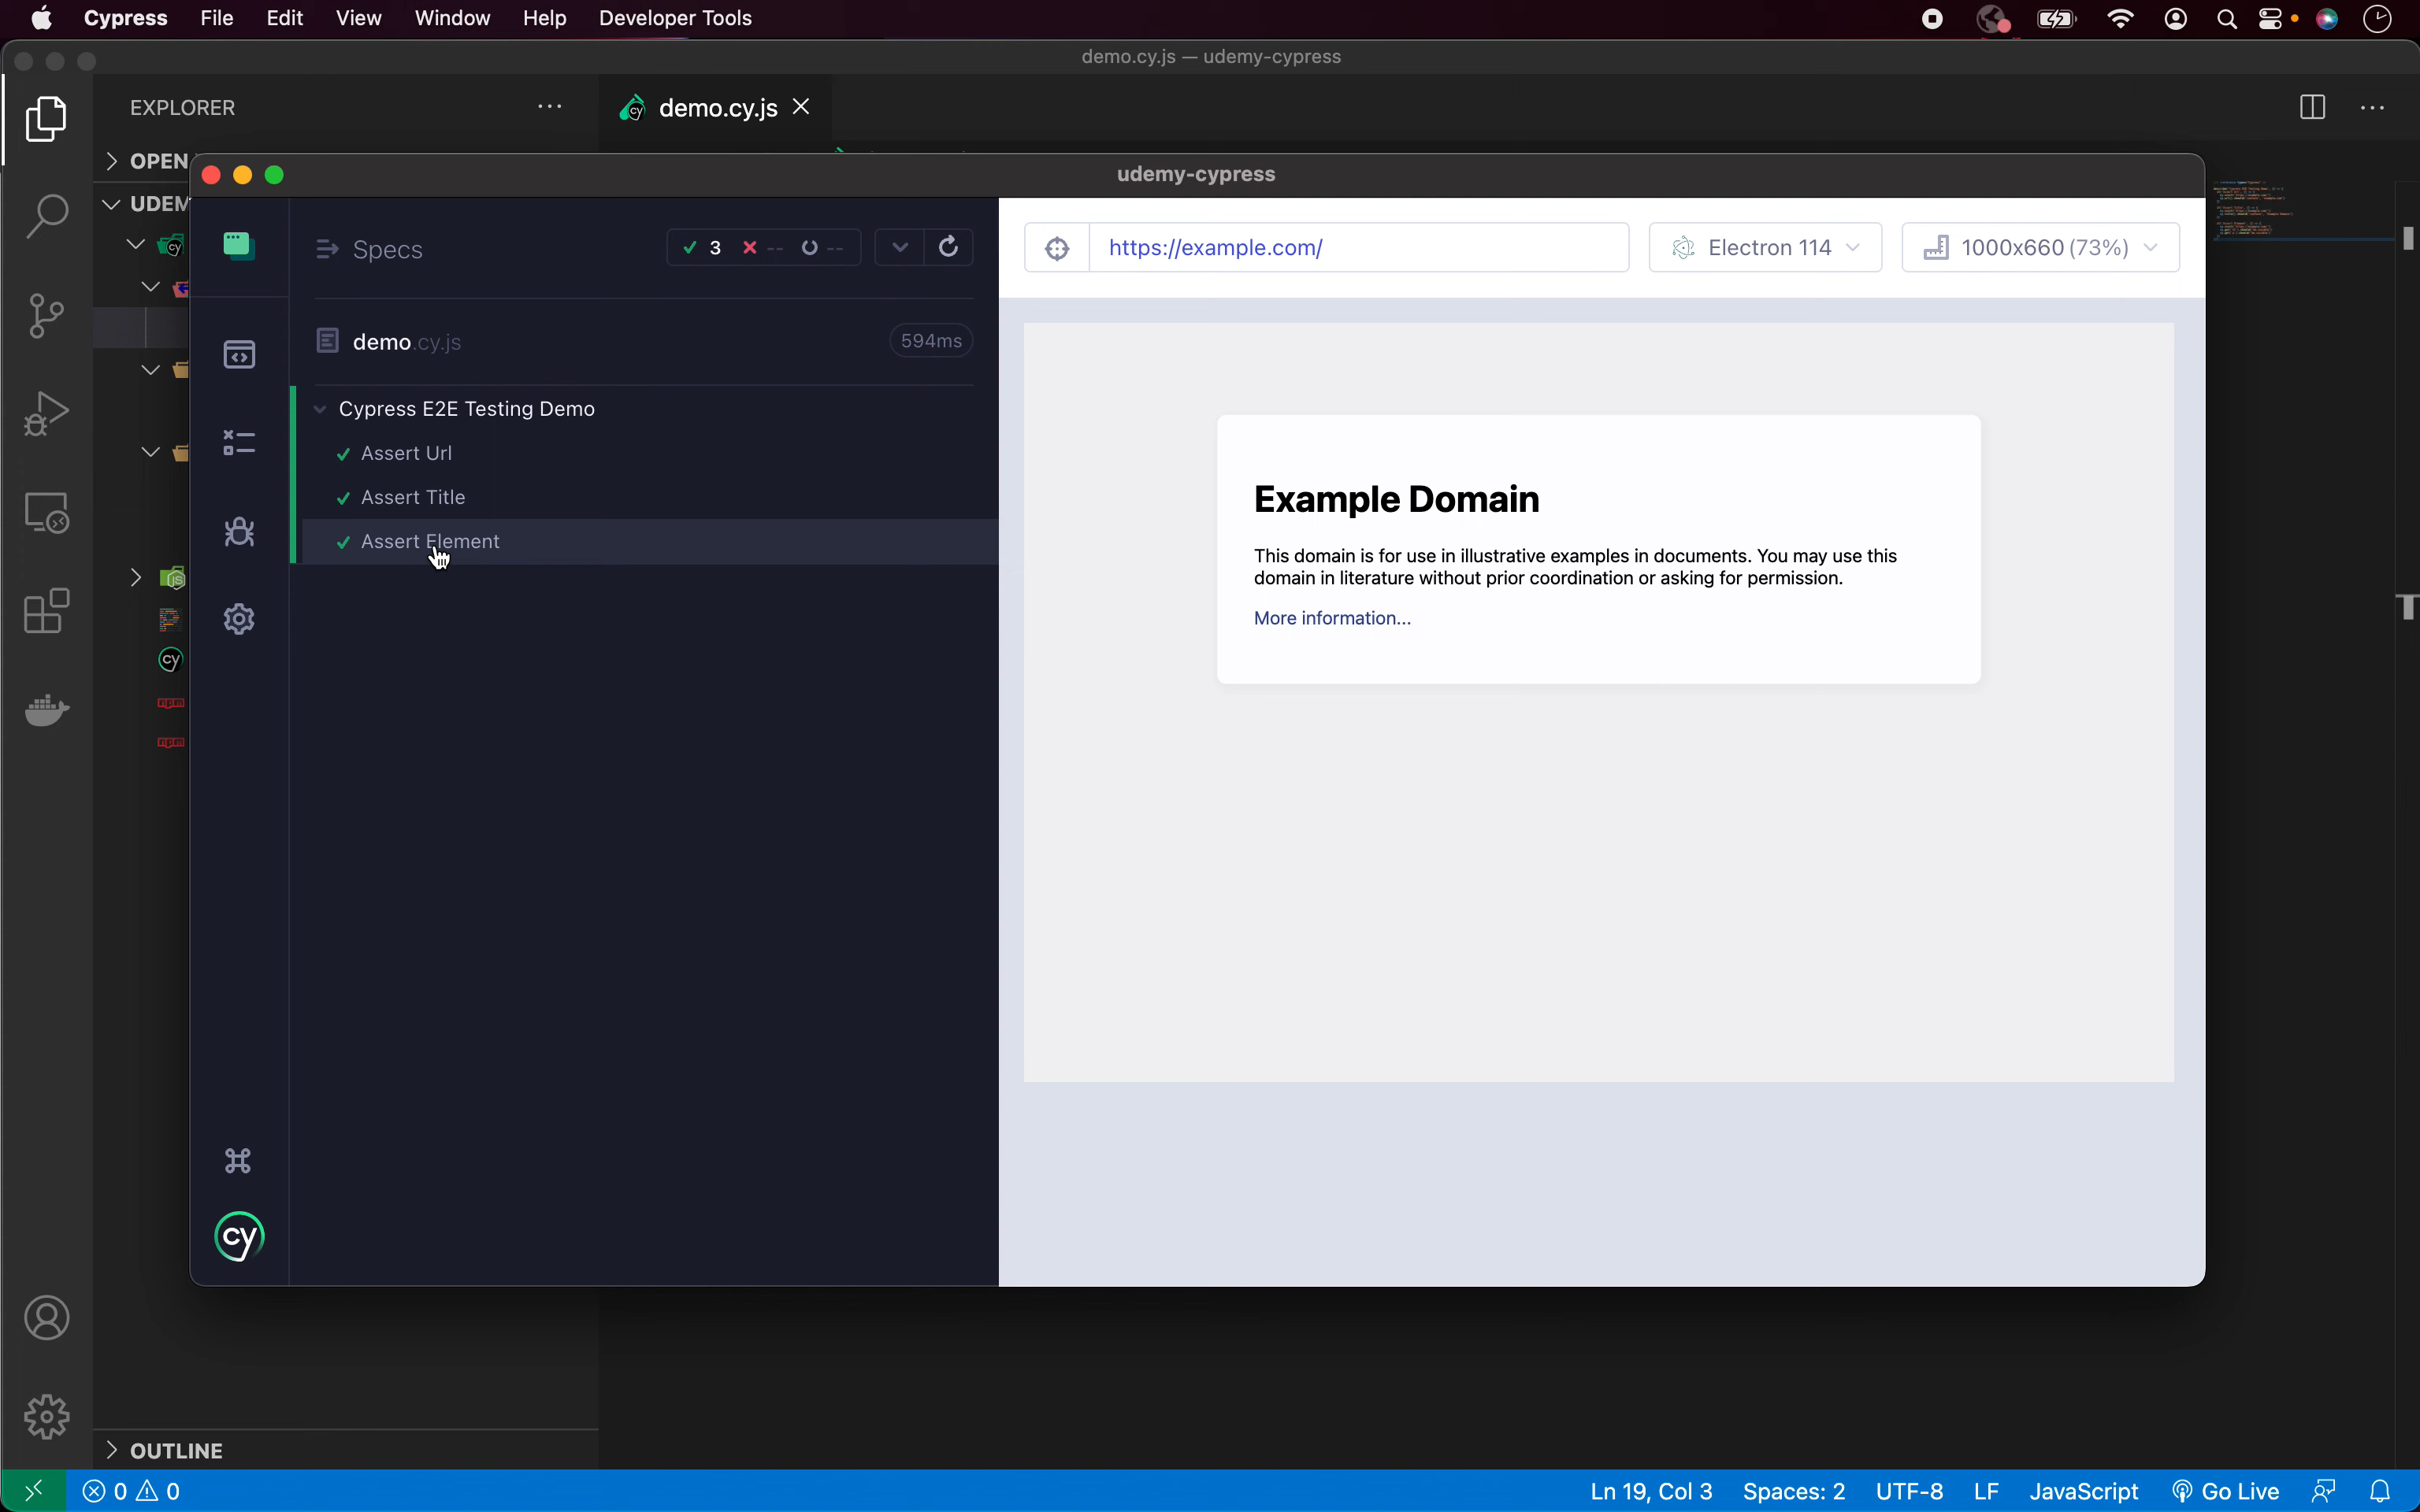 Cypress File Edit View Window Help Developer Tools
demo.cy.js — udemy-cypress
EXPLORER
demo.cy.js
OPEN
UDEM
udemy-cypress
Specs
3 -- --
https://example.com/
Electron 114
1000x660 (73%)
demo.cy.js
594ms
Cypress E2E Testing Demo
Assert Url
Assert Title
Assert Element
Example Domain
This domain is for use in illustrative examples in documents. You may use this
domain in literature without prior coordination or asking for permission.
More information...
cy
OUTLINE
0 0
Ln 19, Col 3 Spaces: 2 UTF-8 LF JavaScript Go Live